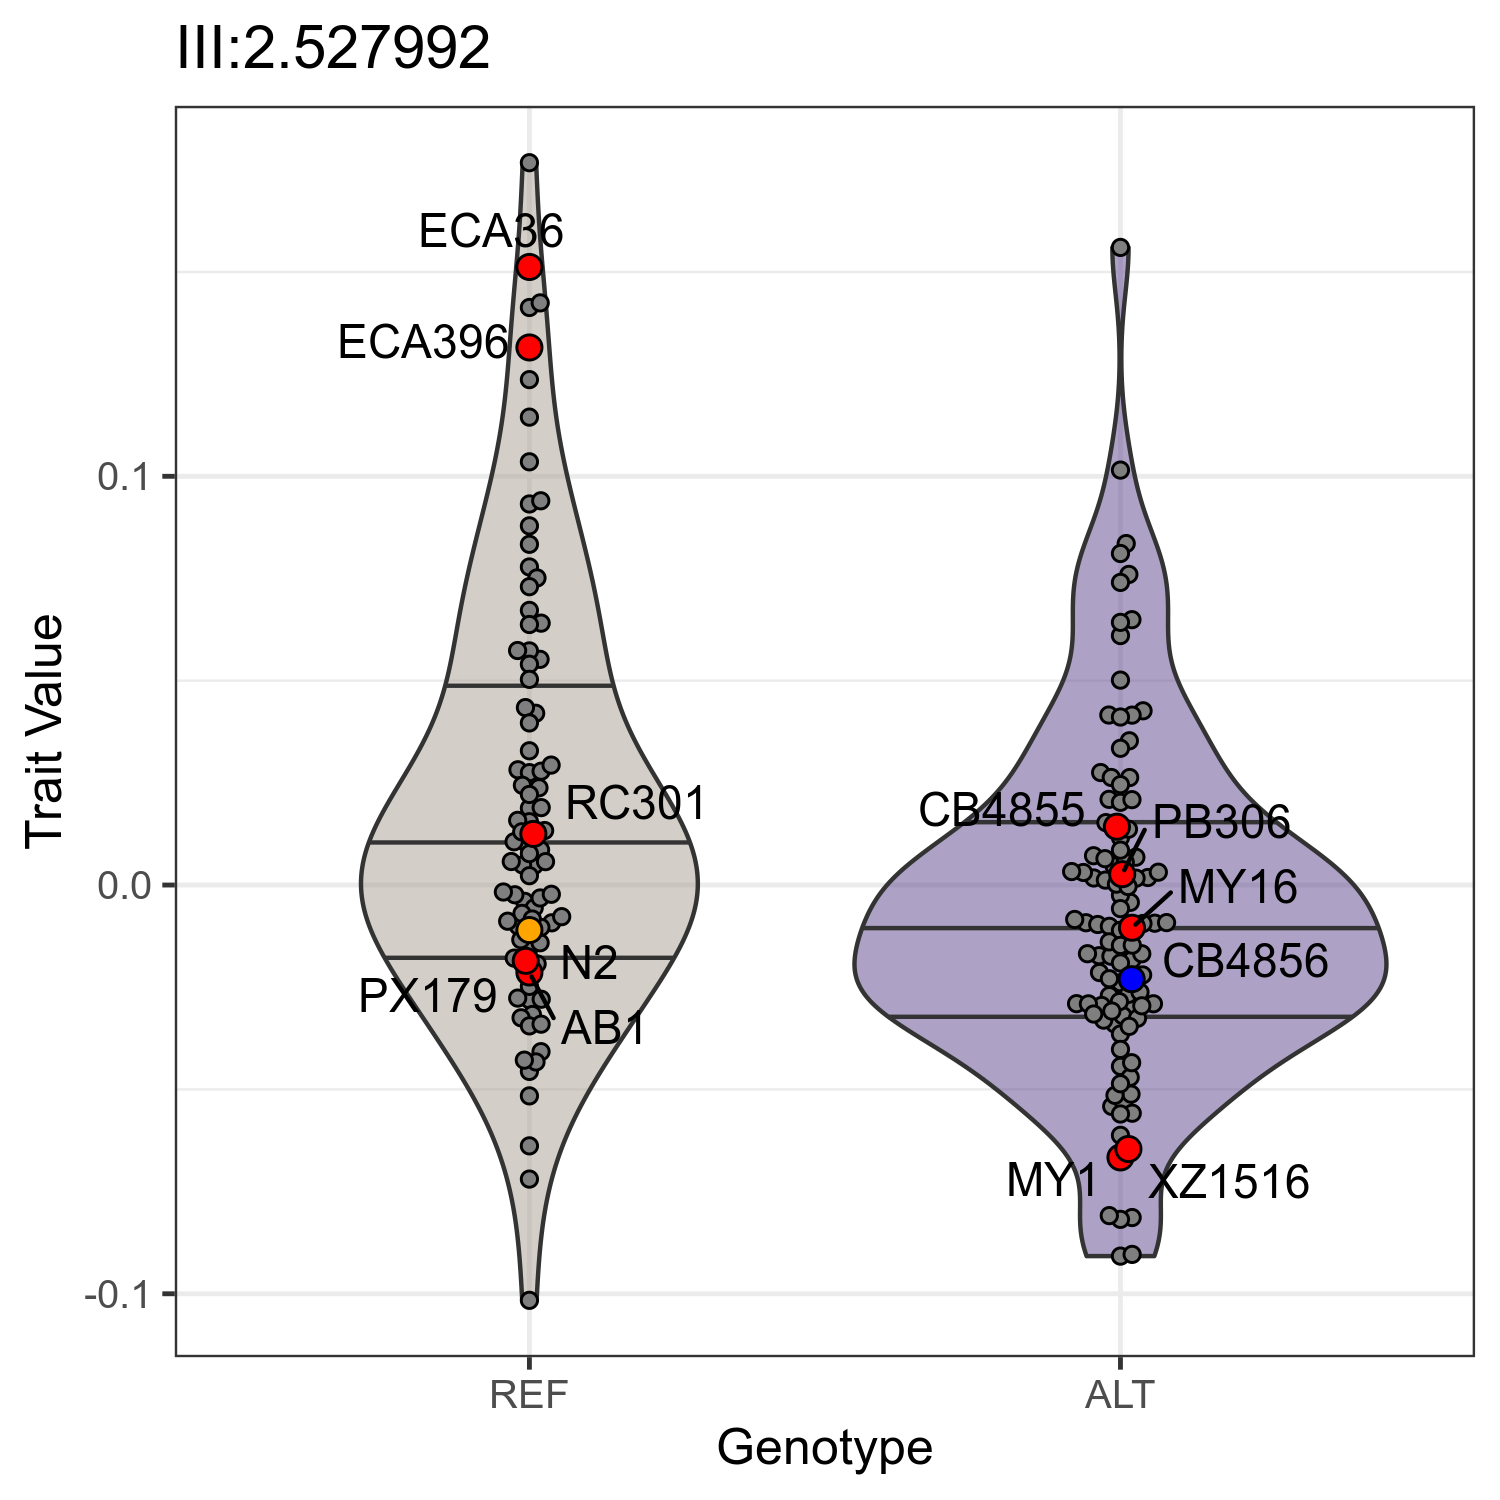 III:2.527992
Trait Value
0.1
0.0
-0.1
ECA36
ECA396
RC301
N2
PX179
AB1
CB4855
PB306
MY16
CB4856
MY1
XZ1516
REF
ALT
Genotype